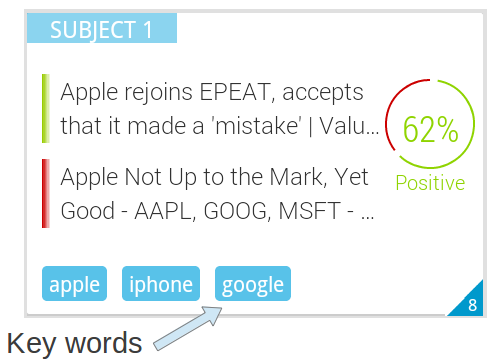 SUBJECT 1
Apple rejoins EPEAT, accepts
that it made a 'mistake' | Valu...
62%
Positive
Apple Not Up to the Mark, Yet
Good - AAPL, GOOG, MSFT - ...
apple iphone google
8
Key words